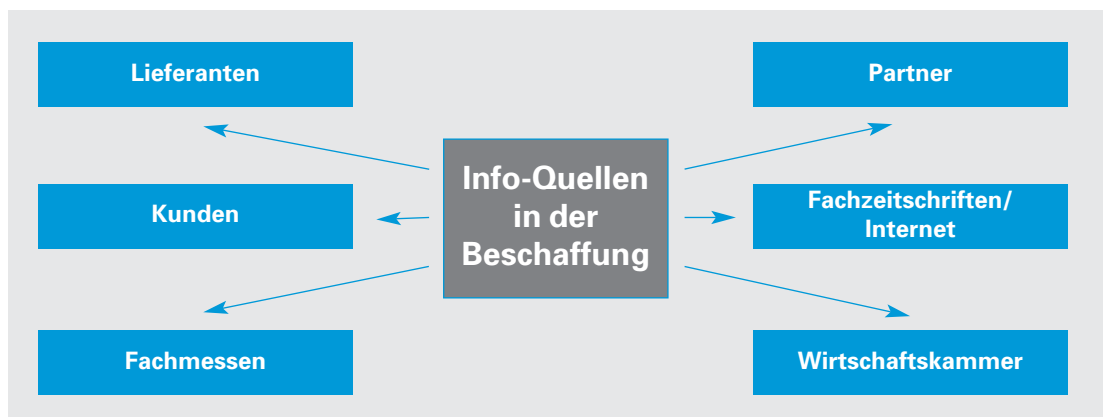 Lieferanten
Partner
Info-Quellen
in der
Beschaffung
Kunden
Fachzeitschriften/
Internet
Fachmessen
Wirtschaftskammer